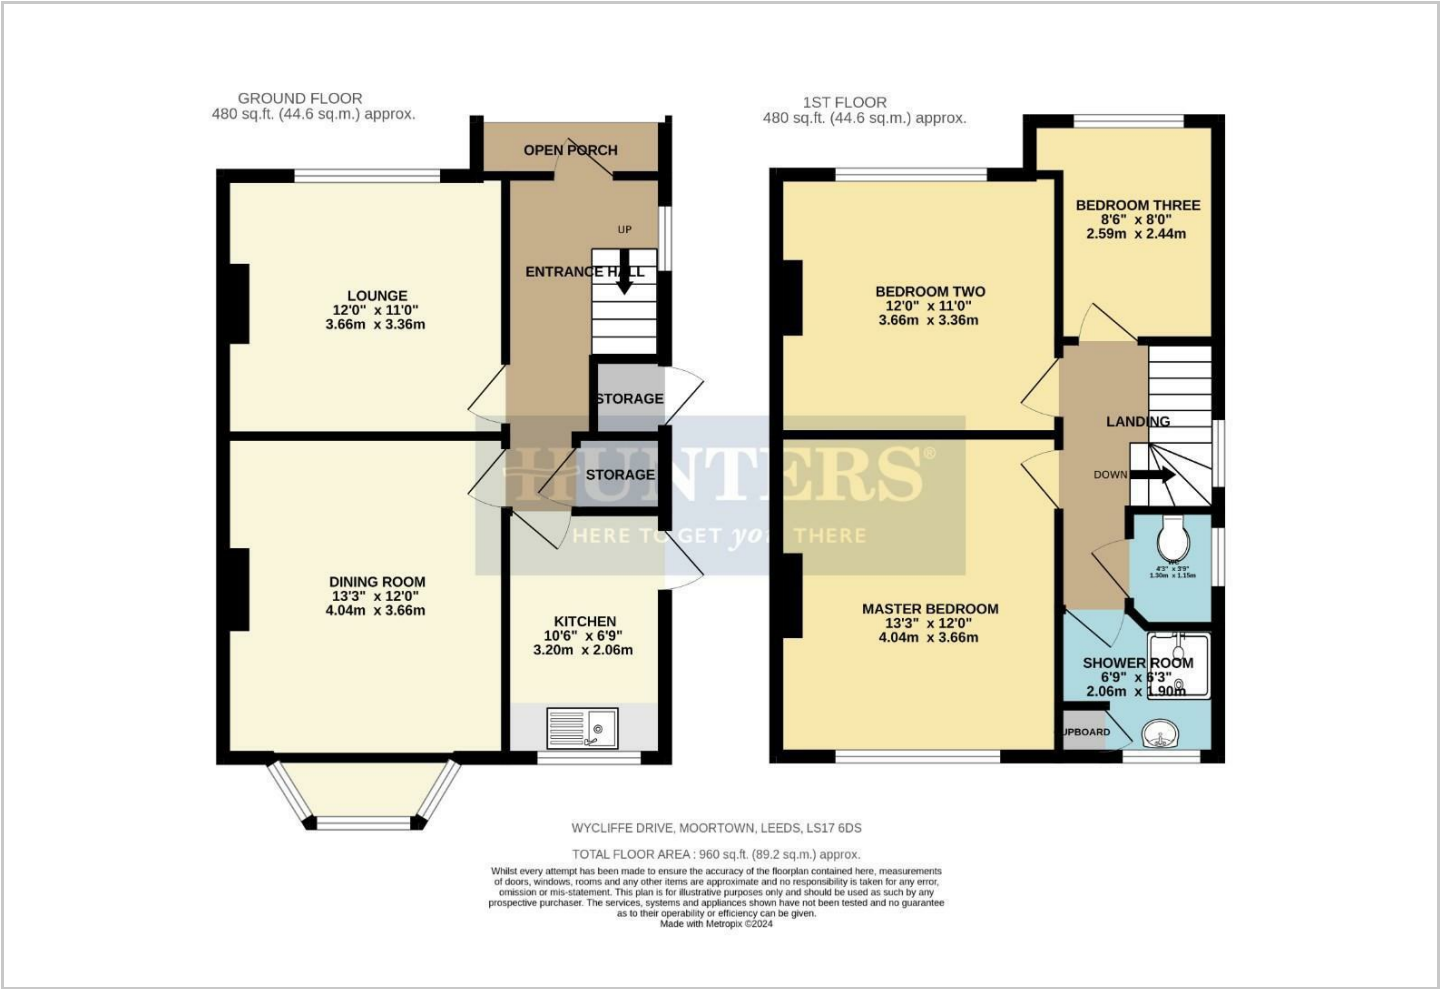 GROUND FLOOR
480 sq.ft. (44.6 sq.m.) approx.
OPEN PORCH
UP
ENTRANCE HALL
LOUNGE
12'0" x 11'0"
3.66m x 3.36m
STORAGE
STORAGE
DINING ROOM
13'3" x 12'0"
4.04m x 3.66m
KITCHEN
10'6" x 6'9"
3.20m x 2.06m
1ST FLOOR
480 sq.ft. (44.6 sq.m.) approx.
BEDROOM THREE
8'6" x 8'0"
2.59m x 2.44m
BEDROOM TWO
12'0" x 11'0"
3.66m x 3.36m
LANDING
DOWN
WC
4'3" x 3'9"
1.30m x 1.15m
MASTER BEDROOM
13'3" x 12'0"
4.04m x 3.66m
SHOWER ROOM
6'9" x 6'3"
2.06m x 1.90m
UPBOARD
HUNTERS®
HERE TO GET you THERE
WYCLIFFE DRIVE, MOORTOWN, LEEDS, LS17 6DS
TOTAL FLOOR AREA : 960 sq.ft. (89.2 sq.m.) approx.
Whilst every attempt has been made to ensure the accuracy of the floorplan contained here, measurements
of doors, windows, rooms and any other items are approximate and no responsibility is taken for any error,
omission or mis-statement. This plan is for illustrative purposes only and should be used as such by any
prospective purchaser. The services, systems and appliances shown have not been tested and no guarantee
as to their operability or efficiency can be given.
Made with Metropix ©2024